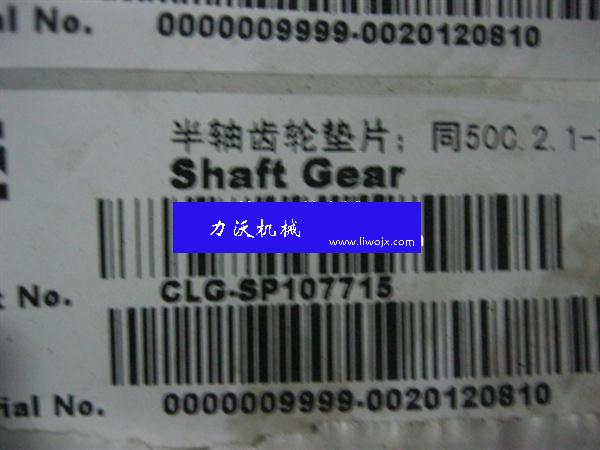 al No. 0000009999-0020120810
半轴齿轮垫片; 同50C.2.1-
Shaft Gear
力沃机械
www.liwojx.com
No. CLG-SP107715
ial No. 0000009999-0020120810